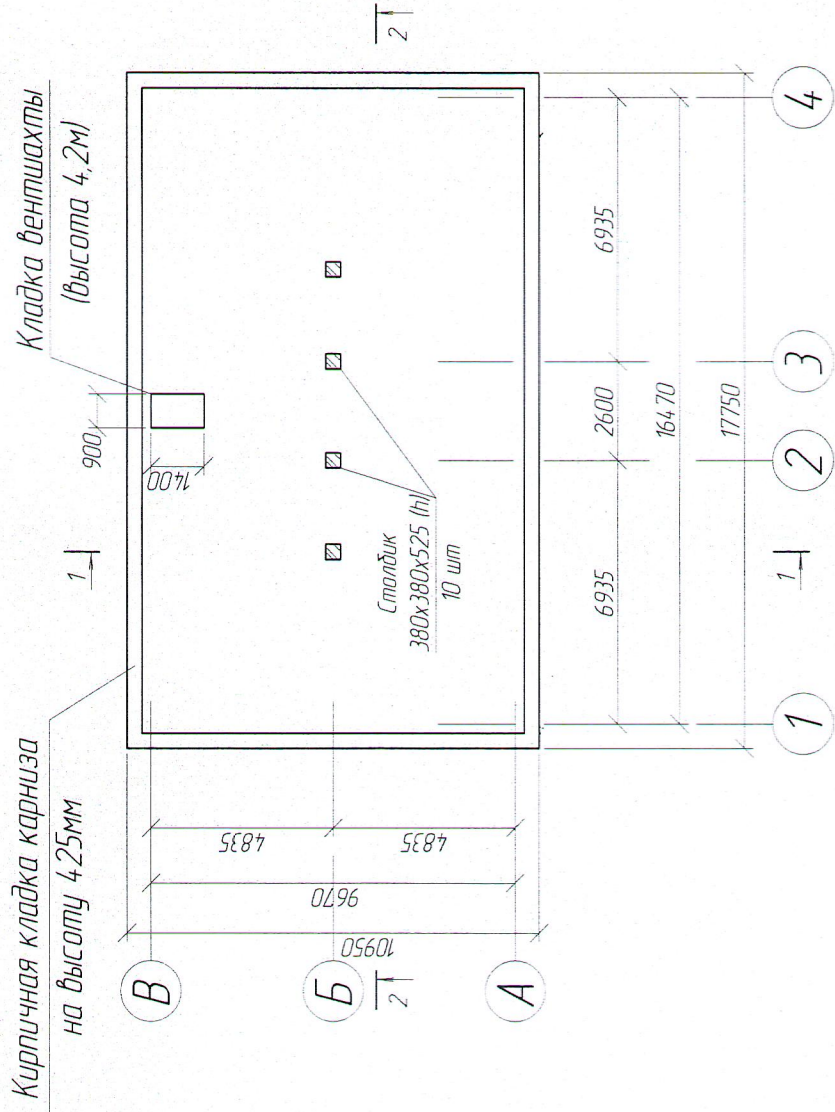 Кирпичная кладка карниза
на высоту 425мм
Кладка вентшахты
(высота 4,2м)
900
1400
1
1
2
2
Столбик
380х380х525 (h)
10 шт
4835
4835
9670
10950
В
Б
А
6935
2600
6935
16470
17750
1
2
3
4